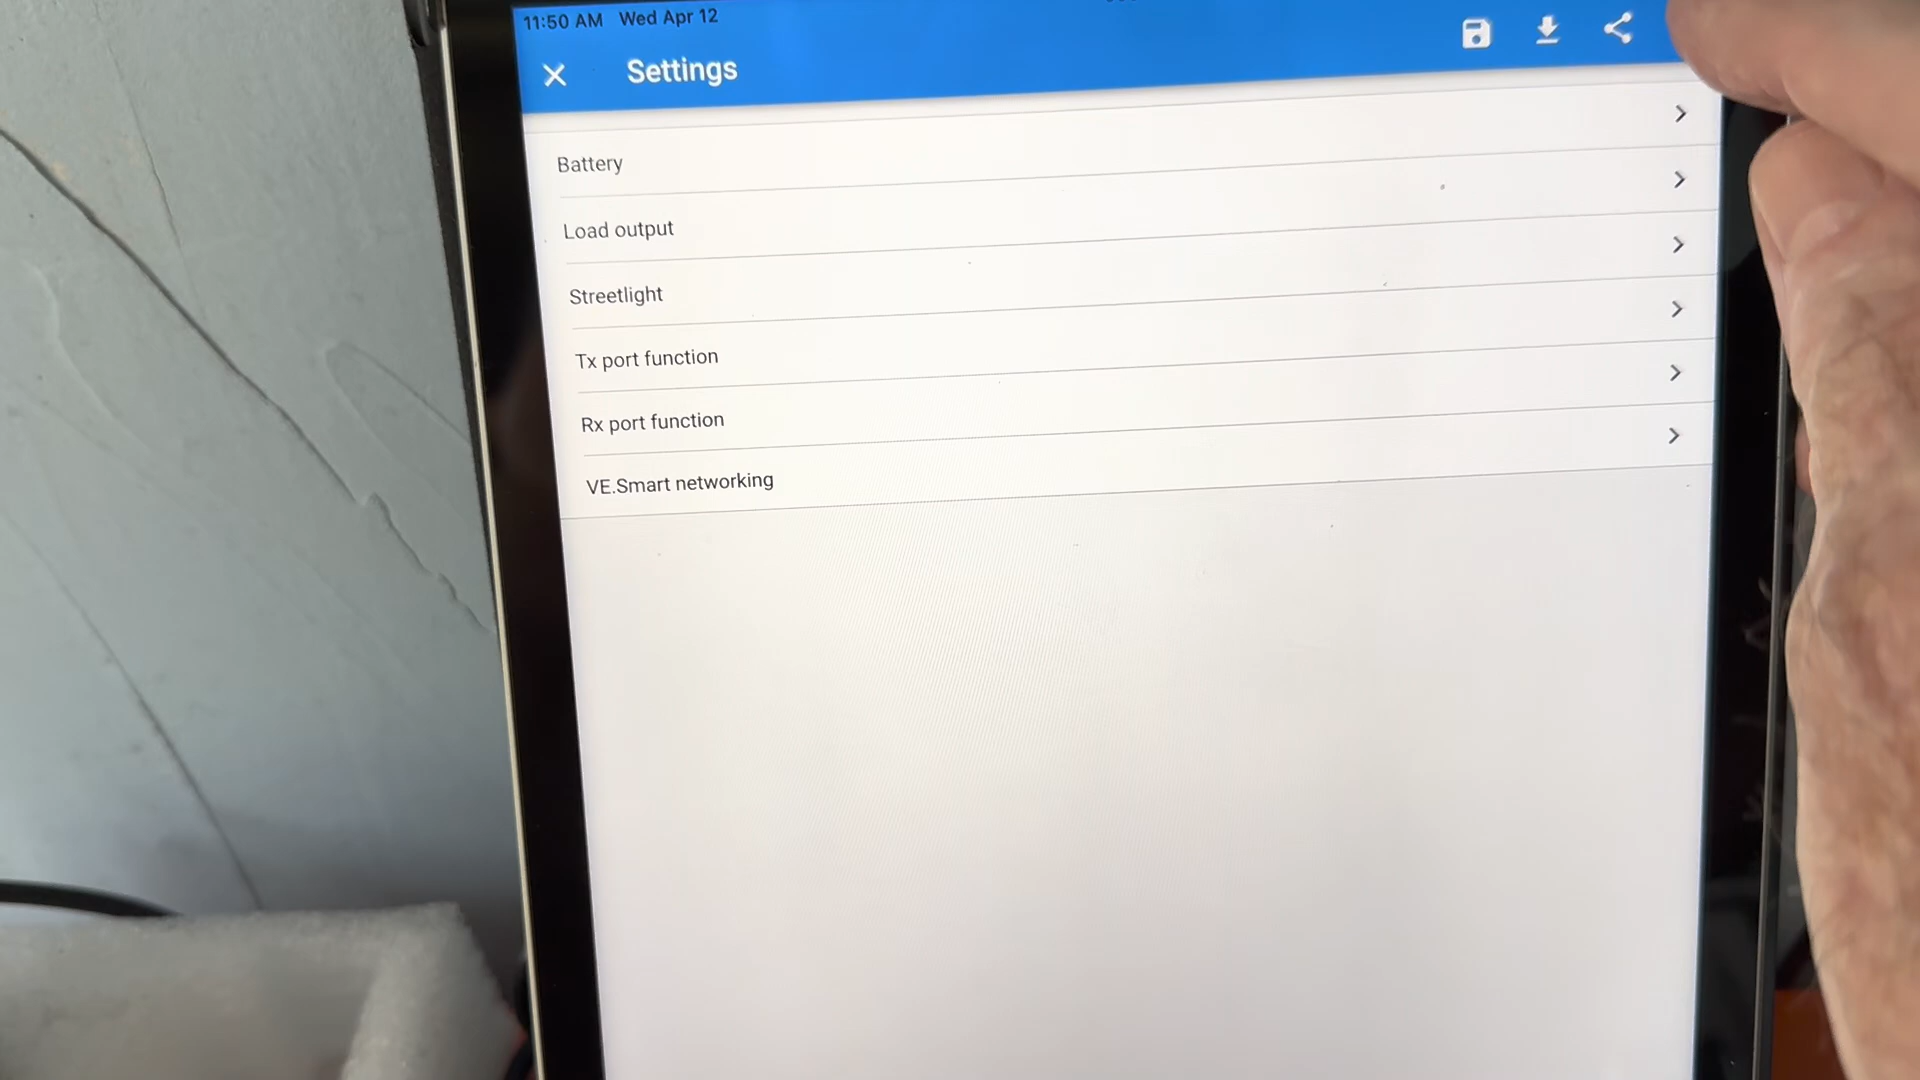 11:50 AM Wed Apr 12
Settings
Battery
Load output
Streetlight
Tx port function
Rx port function
VE.Smart networking